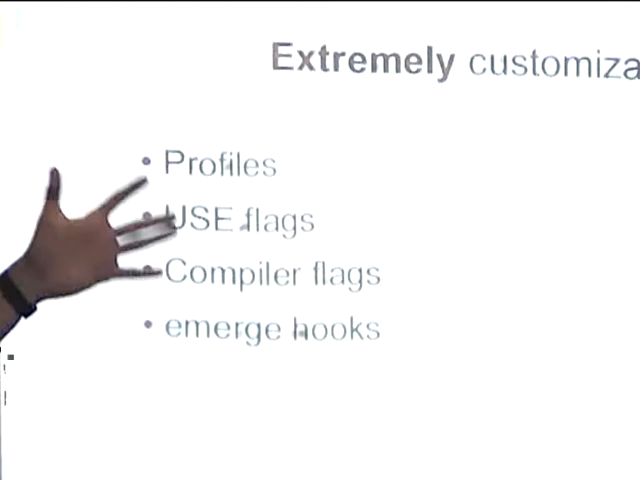 Extremely customiza
• Profiles
• USE flags
• Compiler flags
• emerge hooks